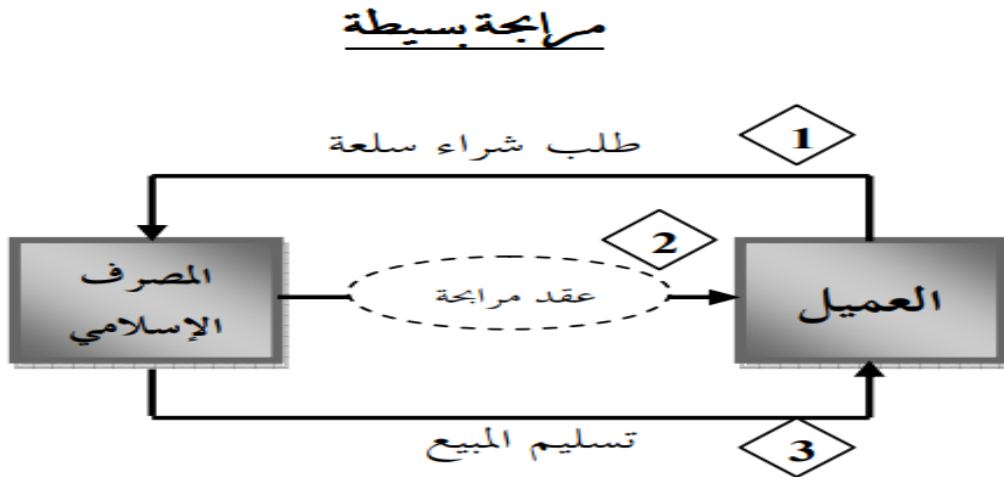 مرابحة بسيطة
1
طلب شراء سلعة
2
المصرف
الإسلامي
عقد مرابحة
العميل
تسليم المبيع
3